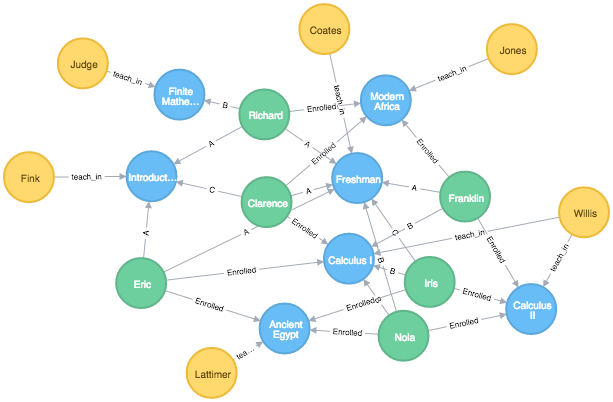 Coates
Jones
Judge
teach_in
teach_in
Finite
Mathe...
B
Richard
Enrolled
teach_in
Modern
Africa
A
A
Enrolled
Enrolled
Fink
teach_in
Introduct...
C
Clarence
A
Freshman
A
Franklin
Willis
A
A
Enrolled
C
B
teach_in
Enrolled
teach_in
B
Calculus I
B
Iris
Eric
Enrolled
Enrolled
Enrolled
Enrolled
B
Calculus
II
Ancient
Egypt
Enrolled
Nola
Enrolled
tea...
Lattimer